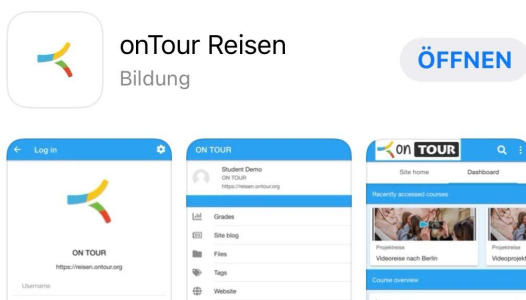 onTour Reisen
Bildung
ÖFFNEN
Log in
ON TOUR
https://reisen.ontour.org
Username
ON TOUR
Student Demo
ON TOUR
https://reisen.ontour.org
Grades
Site blog
Files
Tags
Website
ON TOUR
Site home
Dashboard
Recently accessed courses
Projektreise
Videoreise nach Berlin
Projektreise
Videoprojekt
Course overview